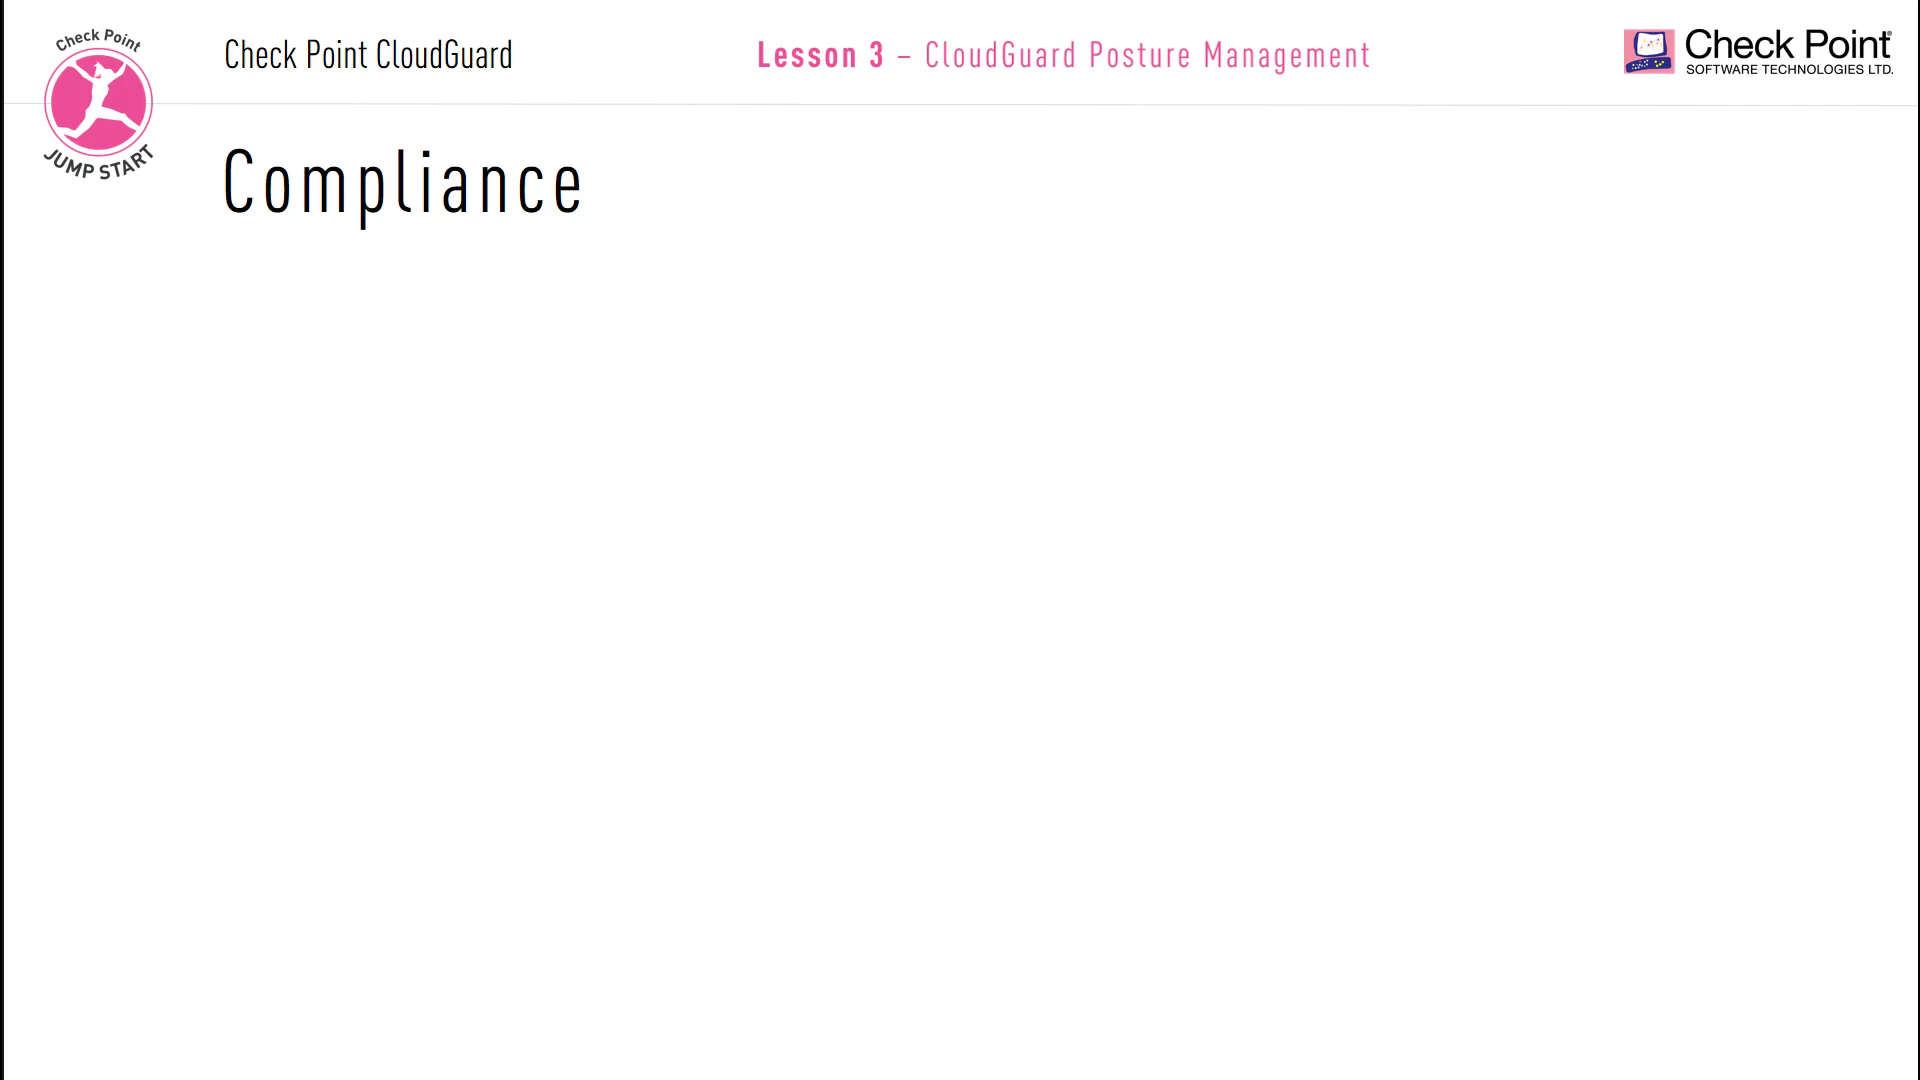 Check Point
JUMP START
Check Point CloudGuard
Lesson 3 – CloudGuard Posture Management
Check Point®
SOFTWARE TECHNOLOGIES LTD.
Compliance